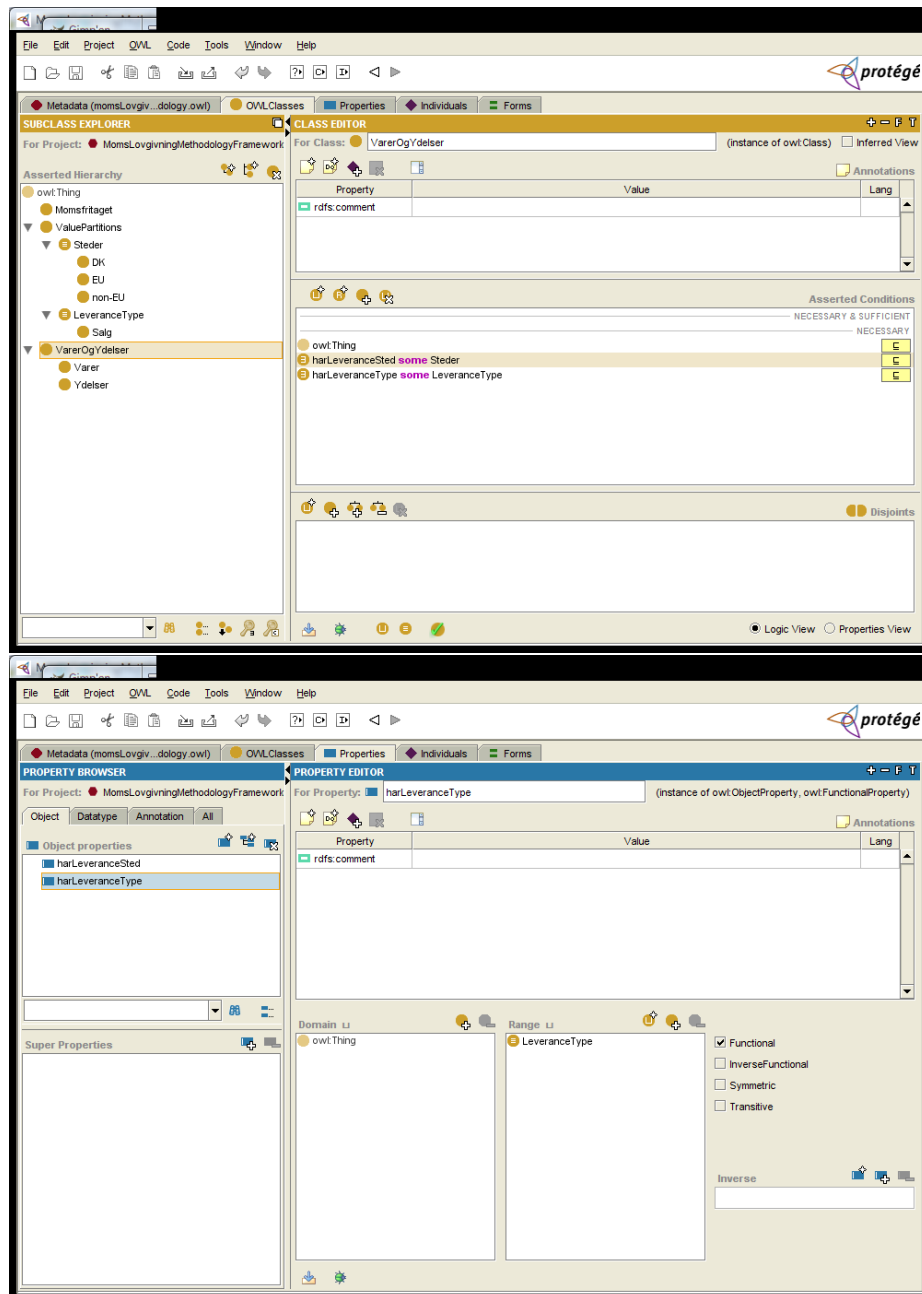 File Edit Project OWL Code Tools Window Help
protégé
Metadata (momsLovgiv...dology.owl) OWLClasses Properties Individuals Forms
SUBCLASS EXPLORER
For Project: MomsLovgivningMethodologyFramework
Asserted Hierarchy
owl:Thing
Momsfritaget
ValuePartitions
Steder
DK
EU
non-EU
LeveranceType
Salg
VarerOgYdelser
Varer
Ydelser
CLASS EDITOR
For Class: VarerOgYdelser (instance of owl:Class) Inferred View
Annotations
Property Value Lang
rdfs:comment
Asserted Conditions
NECESSARY & SUFFICIENT
NECESSARY
owl:Thing
harLeveranceSted some Steder
harLeveranceType some LeveranceType
Disjoints
Logic View Properties View
File Edit Project OWL Code Tools Window Help
protégé
Metadata (momsLovgiv...dology.owl) OWLClasses Properties Individuals Forms
PROPERTY BROWSER
For Project: MomsLovgivningMethodologyFramework
Object Datatype Annotation All
Object properties
harLeveranceSted
harLeveranceType
Super Properties
PROPERTY EDITOR
For Property: harLeveranceType (instance of owl:ObjectProperty, owl:FunctionalProperty)
Annotations
Property Value Lang
rdfs:comment
Domain ⊔
owl:Thing
Range ⊔
LeveranceType
Functional
InverseFunctional
Symmetric
Transitive
Inverse